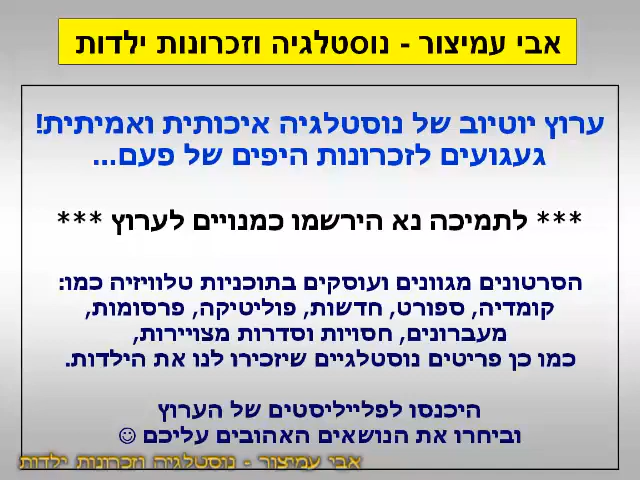 אבי עמיצור - נוסטלגיה וזכרונות ילדות
ערוץ יוטיוב של נוסטלגיה איכותית ואמיתית!
געגועים לזכרונות היפים של פעם...
*** לתמיכה נא הירשמו כמנויים לערוץ ***
הסרטונים מגוונים ועוסקים בתוכניות טלוויזיה כמו:
קומדיה, ספורט, חדשות, פוליטיקה, פרסומות,
מעברונים, חסויות וסדרות מצויירות,
כמו כן פריטים נוסטלגיים שיזכירו לנו את הילדות.
היכנסו לפלייליסטים של הערוץ
וביחרו את הנושאים האהובים עליכם ☺
אבי עמיצור - נוסטלגיה וזכרונות ילדות